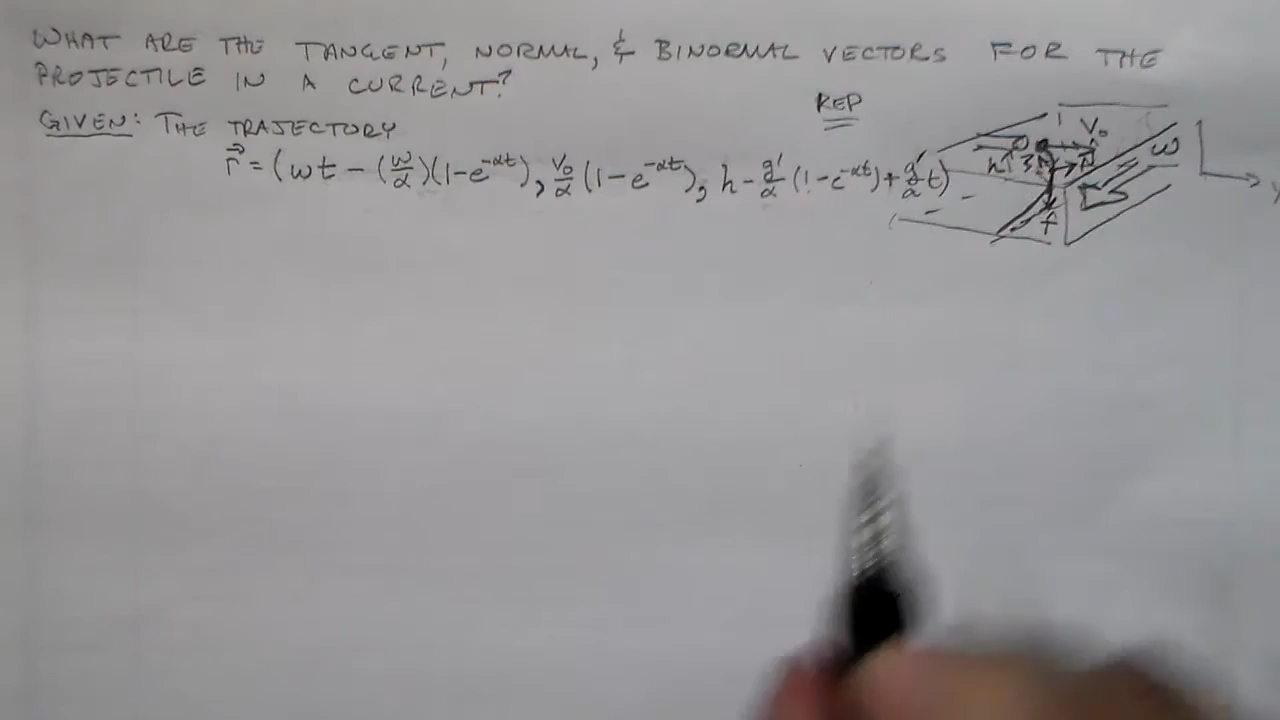 WHAT ARE THE TANGENT, NORMAL, & BINORMAL VECTORS FOR THE
PROJECTILE IN A CURRENT?
REP
GIVEN: THE TRAJECTORY
r⃗ = (wt - (w/α)(1-e^-αt), v₀/α (1-e^-αt), h - g'/α (1-e^-αt) + g'/α t)
V₀
w
h